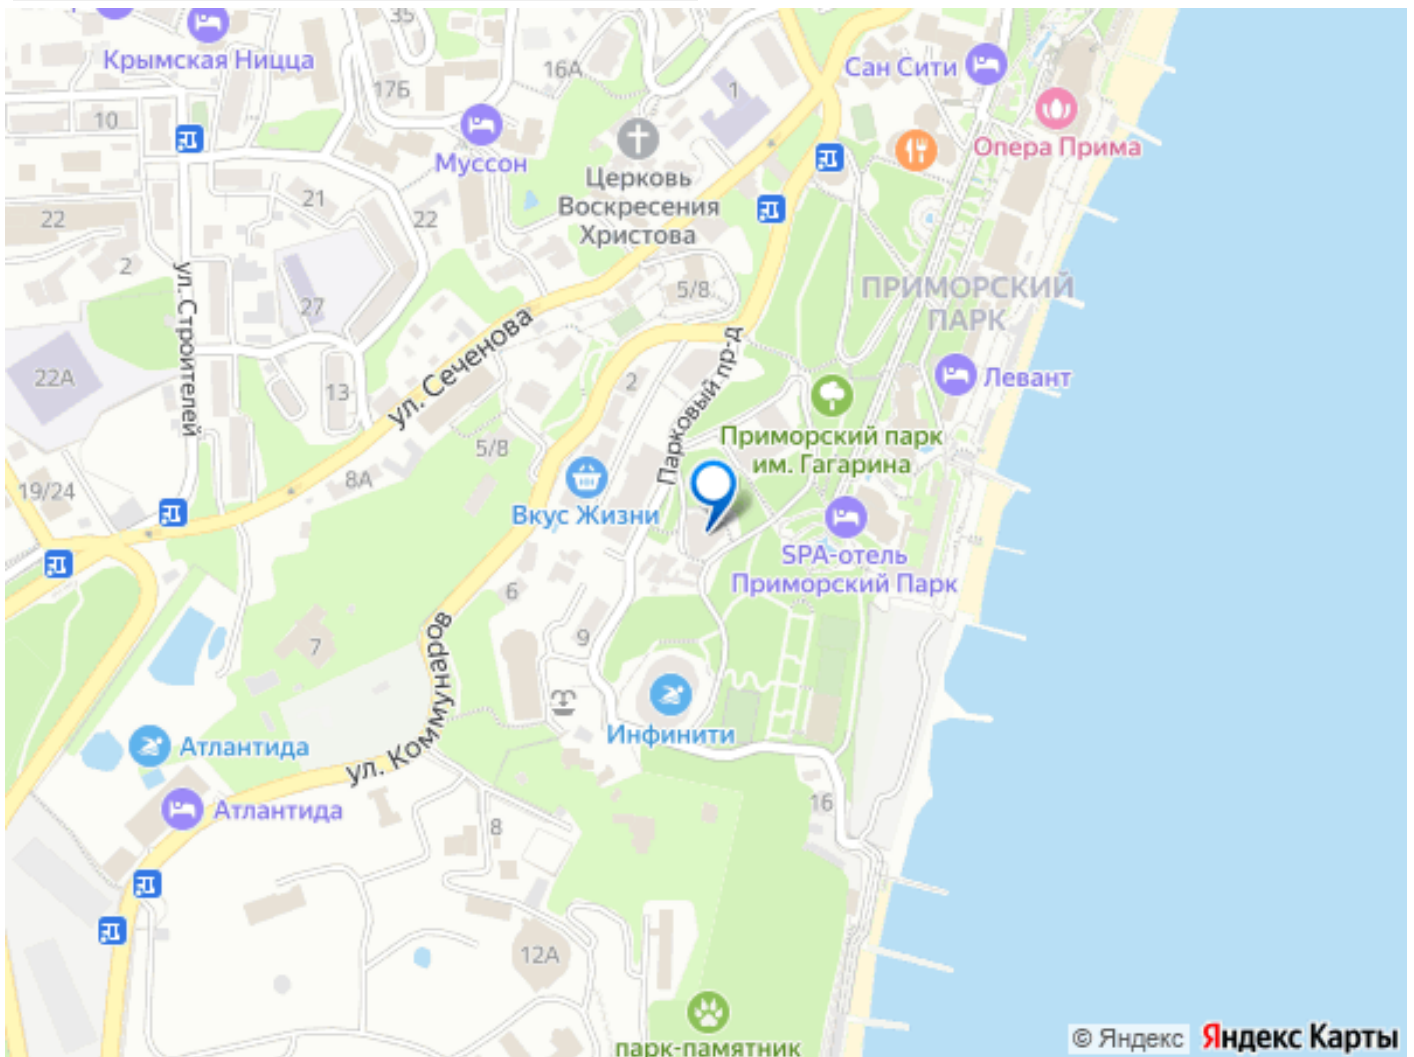 35
Крымская Ницца
16А
17Б
1
Сан Сити
10
Муссон
Опера Прима
Церковь
Воскресения
Христова
21
22
22
2
27
5/8
ПРИМОРСКИЙ
ПАРК
ул.Строителей
ул. Сеченова
Парковый пр-д
22А
13
2
Левант
Приморский парк
им. Гагарина
5/8
8А
19/24
Вкус Жизни
SPA-отель
Приморский Парк
6
9
7
ул. Коммунаров
Инфинити
Атлантида
Атлантида
16
8
12А
парк-памятник
© Яндекс Яндекс Карты